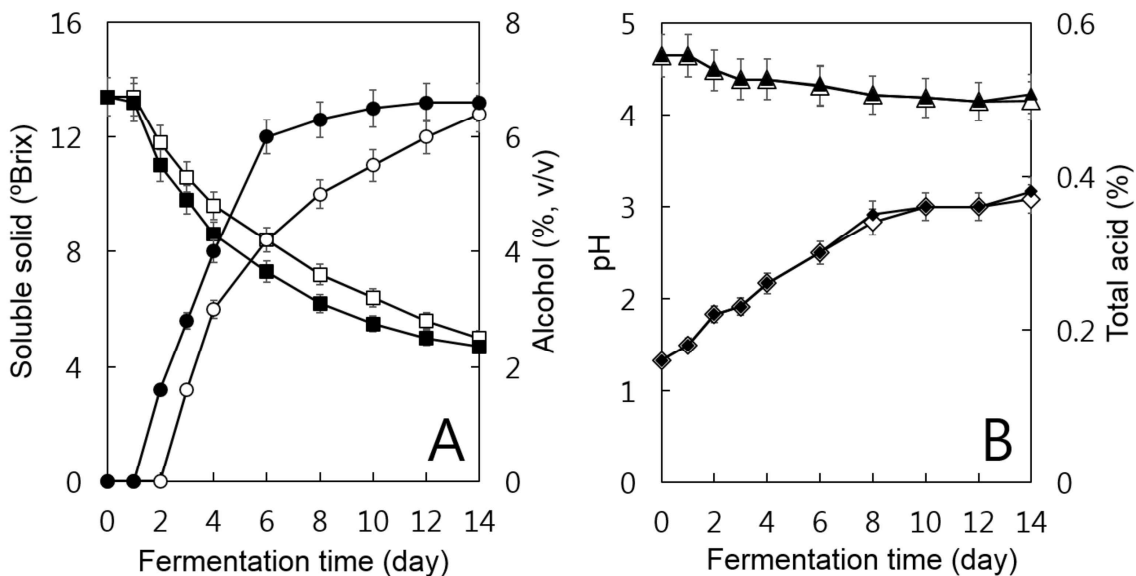 16
12
8
4
0
Soluble solid (ºBrix)
8
6
4
2
0
Alcohol (%, v/v)
A
0 2 4 6 8 10 12 14
Fermentation time (day)
5
4
3
2
1
0
pH
0.6
0.4
0.2
0
Total acid (%)
B
0 2 4 6 8 10 12 14
Fermentation time (day)